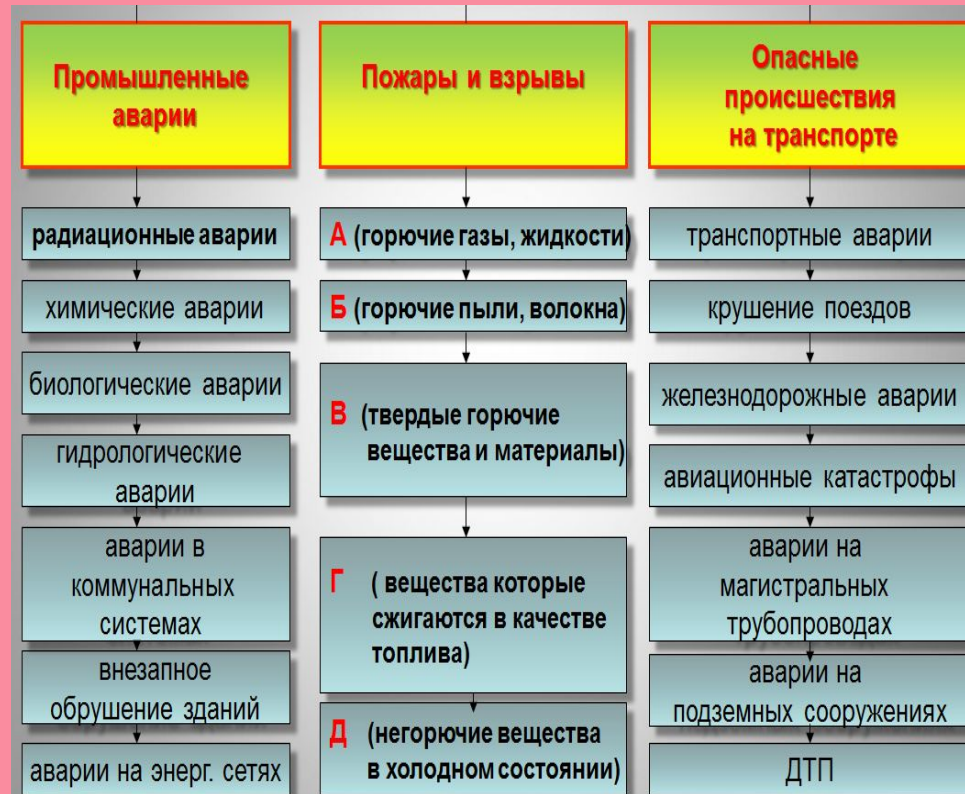 Промышленные
аварии
радиационные аварии
химические аварии
биологические аварии
гидрологические
аварии
аварии в
коммунальных
системах
внезапное
обрушение зданий
аварии на энерг. сетях
Пожары и взрывы
А (горючие газы, жидкости)
Б (горючие пыли, волокна)
В (твердые горючие
вещества и материалы)
Г ( вещества которые
сжигаются в качестве
топлива)
Д (негорючие вещества
в холодном состоянии)
Опасные
происшествия
на транспорте
транспортные аварии
крушение поездов
железнодорожные аварии
авиационные катастрофы
аварии на
магистральных
трубопроводах
аварии на
подземных сооружениях
ДТП